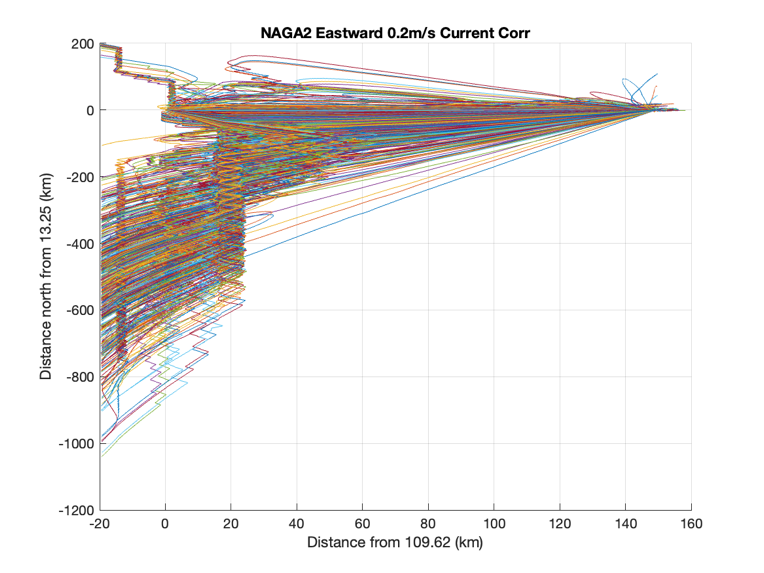 NAGA2 Eastward 0.2m/s Current Corr
200
0
-200
-400
-600
-800
-1000
-1200
Distance north from 13.25 (km)
-20 0 20 40 60 80 100 120 140 160
Distance from 109.62 (km)